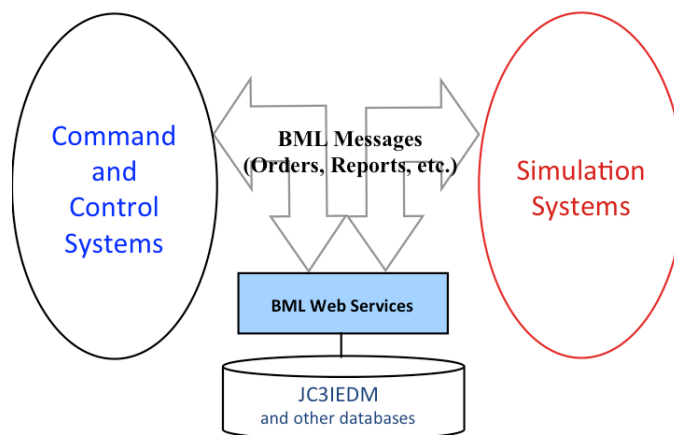 Command
and
Control
Systems
BML Messages
(Orders, Reports, etc.)
Simulation
Systems
BML Web Services
JC3IEDM
and other databases